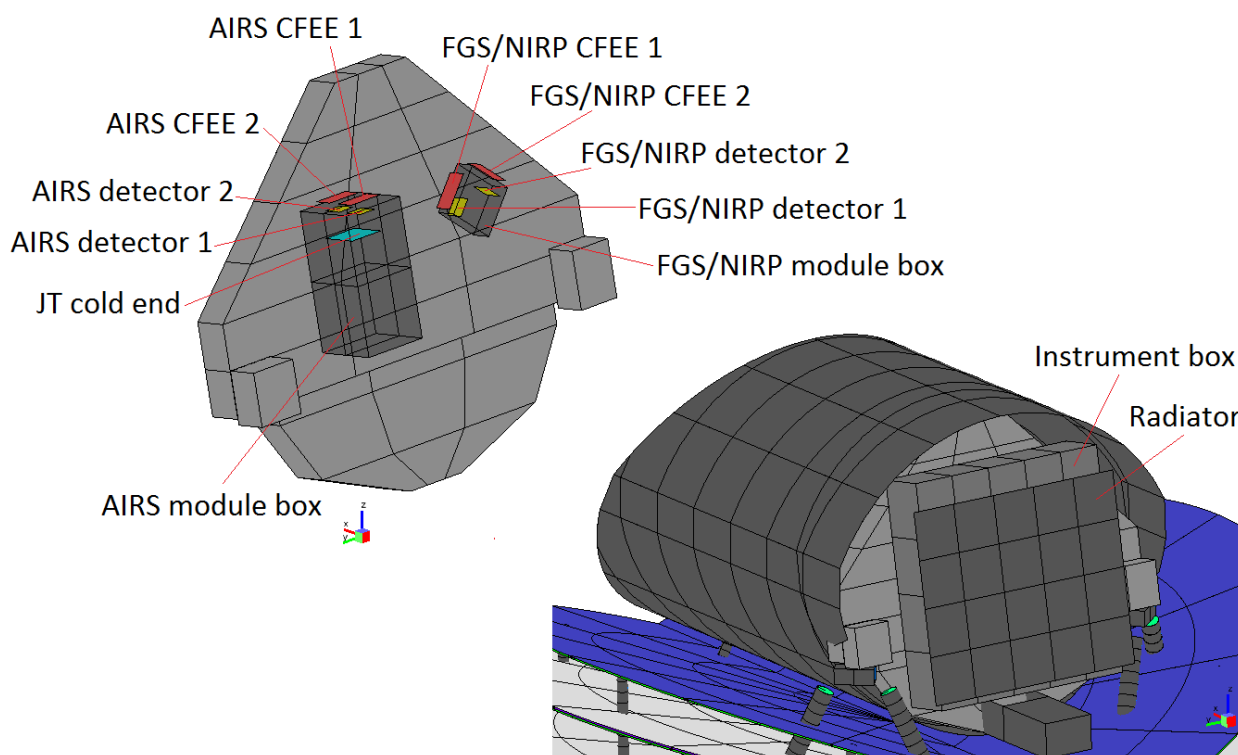 AIRS CFEE 1
FGS/NIRP CFEE 1
FGS/NIRP CFEE 2
AIRS CFEE 2
FGS/NIRP detector 2
AIRS detector 2
FGS/NIRP detector 1
AIRS detector 1
FGS/NIRP module box
JT cold end
Instrument box
Radiator
AIRS module box
z
x
y
z
y